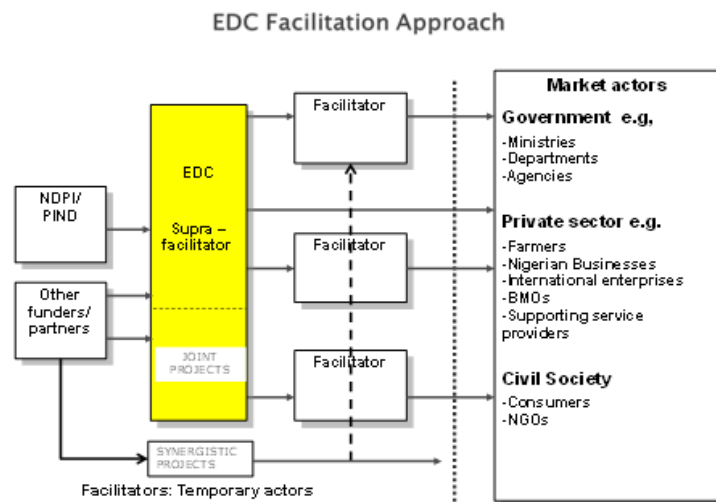 EDC Facilitation Approach
NDPI/
PIND
Other
funders/
partners
EDC
Supra –
facilitator
JOINT
PROJECTS
SYNERGISTIC
PROJECTS
Facilitator
Facilitator
Facilitator
Facilitators: Temporary actors
Market actors
Government e.g,
-Ministries
-Departments
-Agencies
Private sector e.g.
-Farmers
-Nigerian Businesses
-International enterprises
-BMOs
-Supporting service
providers
Civil Society
-Consumers
-NGOs